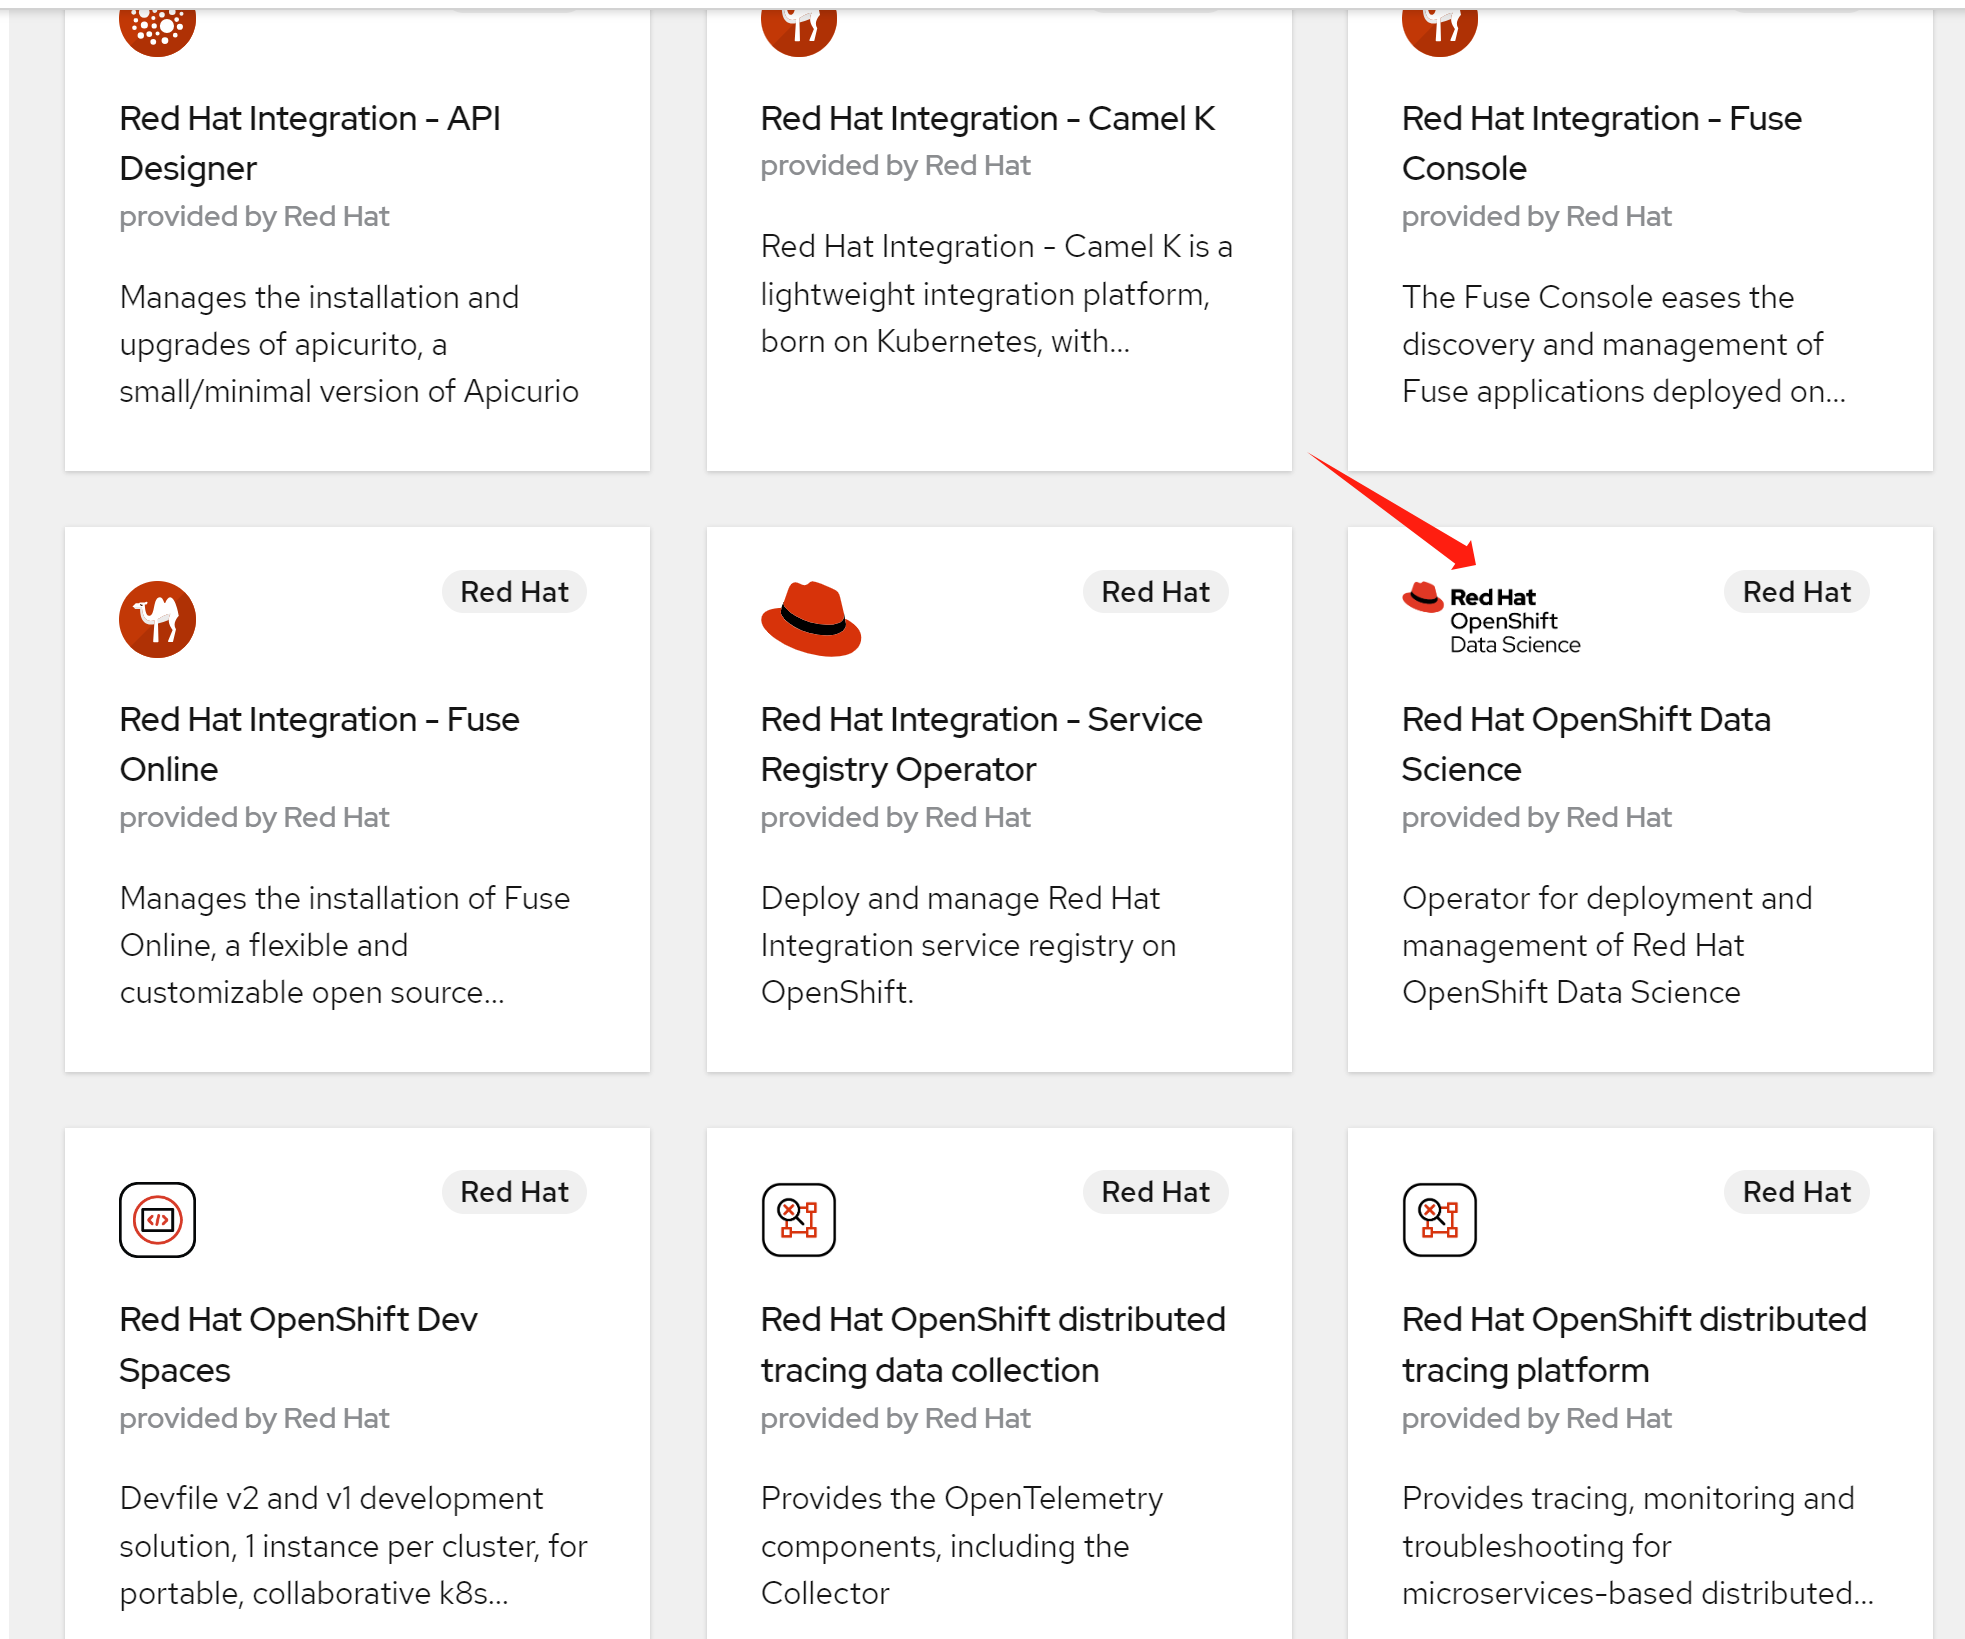 Red Hat Integration - API
Designer
provided by Red Hat
Manages the installation and
upgrades of apicurito, a
small/minimal version of Apicurio
Red Hat Integration - Camel K
provided by Red Hat
Red Hat Integration - Camel K is a
lightweight integration platform,
born on Kubernetes, with...
Red Hat Integration - Fuse
Console
provided by Red Hat
The Fuse Console eases the
discovery and management of
Fuse applications deployed on...
Red Hat
Red Hat Integration - Fuse
Online
provided by Red Hat
Manages the installation of Fuse
Online, a flexible and
customizable open source...
Red Hat
Red Hat Integration - Service
Registry Operator
provided by Red Hat
Deploy and manage Red Hat
Integration service registry on
OpenShift.
Red Hat
OpenShift
Data Science
Red Hat
Red Hat OpenShift Data
Science
provided by Red Hat
Operator for deployment and
management of Red Hat
OpenShift Data Science
Red Hat
Red Hat OpenShift Dev
Spaces
provided by Red Hat
Devfile v2 and v1 development
solution, 1 instance per cluster, for
portable, collaborative k8s...
Red Hat
Red Hat OpenShift distributed
tracing data collection
provided by Red Hat
Provides the OpenTelemetry
components, including the
Collector
Red Hat
Red Hat OpenShift distributed
tracing platform
provided by Red Hat
Provides tracing, monitoring and
troubleshooting for
microservices-based distributed...